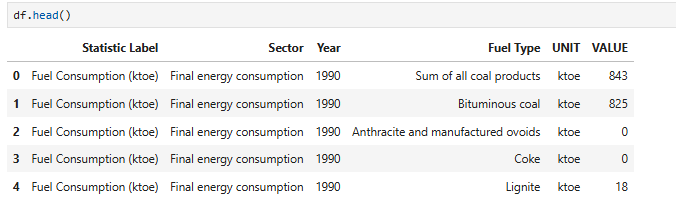 df.head()
Statistic Label Sector Year Fuel Type UNIT VALUE
0 Fuel Consumption (ktoe) Final energy consumption 1990 Sum of all coal products ktoe 843
1 Fuel Consumption (ktoe) Final energy consumption 1990 Bituminous coal ktoe 825
2 Fuel Consumption (ktoe) Final energy consumption 1990 Anthracite and manufactured ovoids ktoe 0
3 Fuel Consumption (ktoe) Final energy consumption 1990 Coke ktoe 0
4 Fuel Consumption (ktoe) Final energy consumption 1990 Lignite ktoe 18